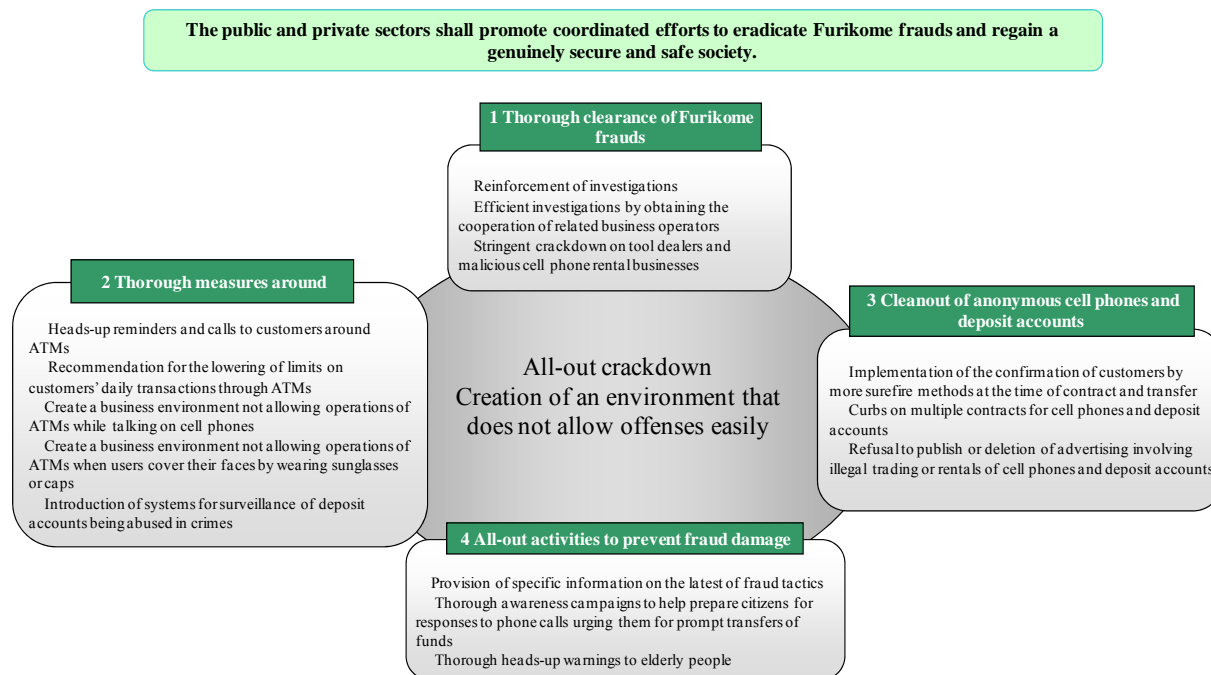 The public and private sectors shall promote coordinated efforts to eradicate Furikome frauds and regain a
genuinely secure and safe society.
1 Thorough clearance of Furikome
frauds
Reinforcement of investigations
Efficient investigations by obtaining the
cooperation of related business operators
Stringent crackdown on tool dealers and
malicious cell phone rental businesses
2 Thorough measures around
Heads-up reminders and calls to customers around
ATMs
Recommendation for the lowering of limits on
customers' daily transactions through ATMs
Create a business environment not allowing operations of
ATMs while talking on cell phones
Create a business environment not allowing operations of
ATMs when users cover their faces by wearing sunglasses
or caps
Introduction of systems for surveillance of deposit
accounts being abused in crimes
All-out crackdown
Creation of an environment that
does not allow offenses easily
3 Cleanout of anonymous cell phones and
deposit accounts
Implementation of the confirmation of customers by
more surefire methods at the time of contract and transfer
Curbs on multiple contracts for cell phones and deposit
accounts
Refusal to publish or deletion of advertising involving
illegal trading or rentals of cell phones and deposit accounts
4 All-out activities to prevent fraud damage
Provision of specific information on the latest of fraud tactics
Thorough awareness campaigns to help prepare citizens for
responses to phone calls urging them for prompt transfers of
funds
Thorough heads-up warnings to elderly people